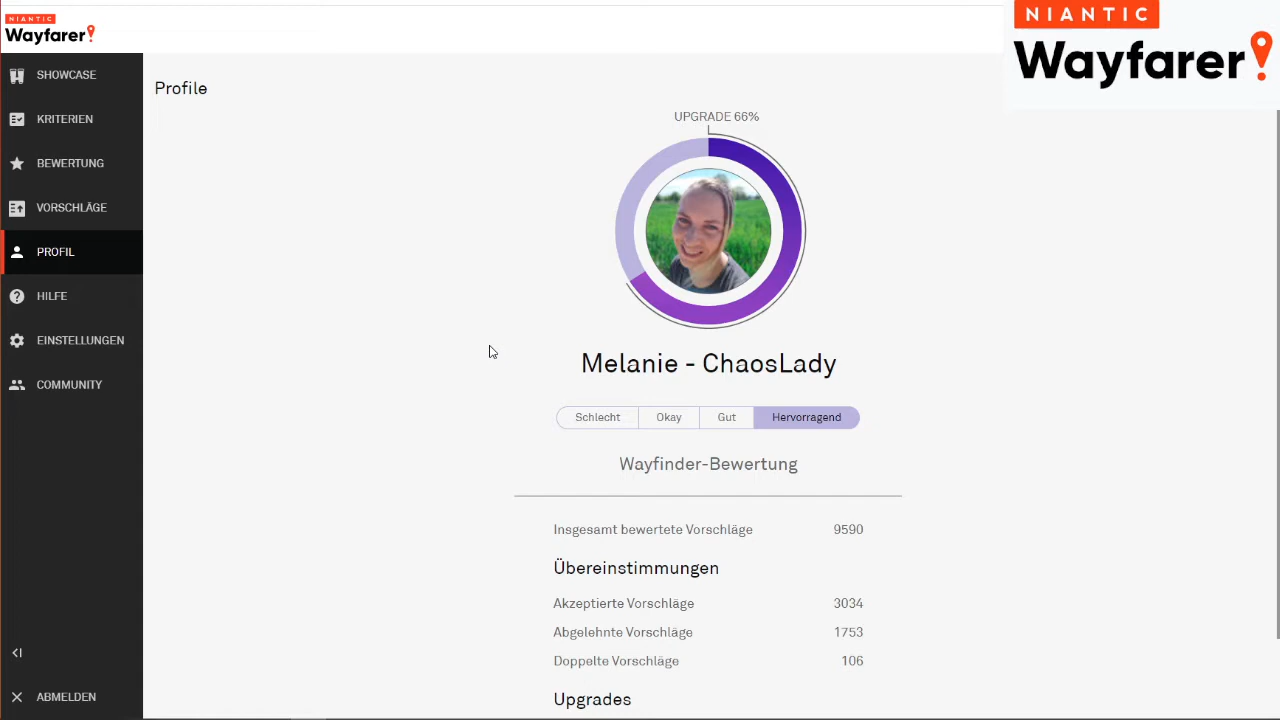 NIANTIC
Wayfarer!
NIANTIC
Wayfarer!
SHOWCASE
KRITERIEN
BEWERTUNG
VORSCHLÄGE
PROFIL
HILFE
EINSTELLUNGEN
COMMUNITY
ABMELDEN
Profile
UPGRADE 66%
Melanie - ChaosLady
Schlecht Okay Gut Hervorragend
Wayfinder-Bewertung
Insgesamt bewertete Vorschläge 9590
Übereinstimmungen
Akzeptierte Vorschläge 3034
Abgelehnte Vorschläge 1753
Doppelte Vorschläge 106
Upgrades